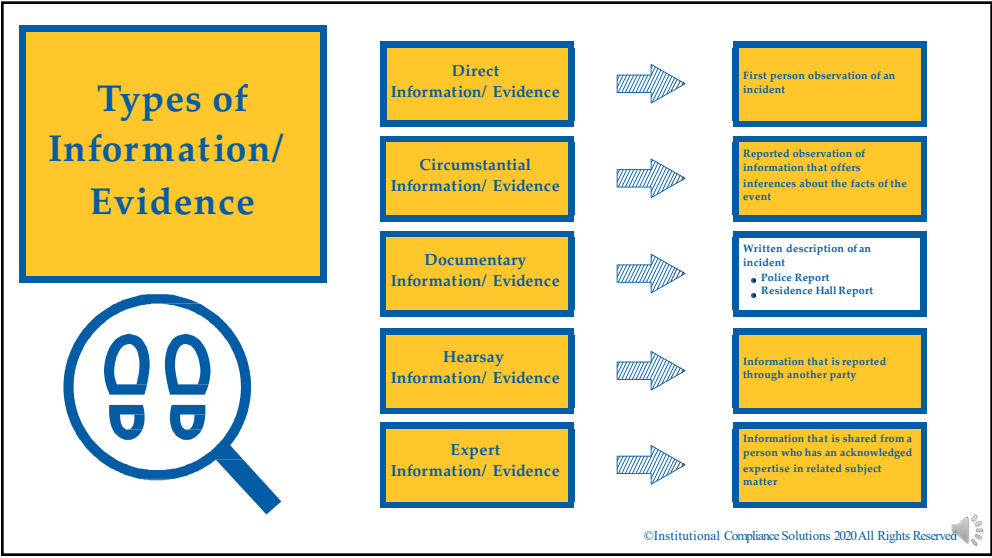 Types of
Information/
Evidence
Direct
Information/ Evidence
First person observation of an
incident
Circumstantial
Information/ Evidence
Reported observation of
information that offers
inferences about the facts of the
event
Documentary
Information/ Evidence
Written description of an
incident
• Police Report
• Residence Hall Report
Hearsay
Information/ Evidence
Information that is reported
through another party
Expert
Information/ Evidence
Information that is shared from a
person who has an acknowledged
expertise in related subject
matter
©Institutional Compliance Solutions 2020 All Rights Reserved